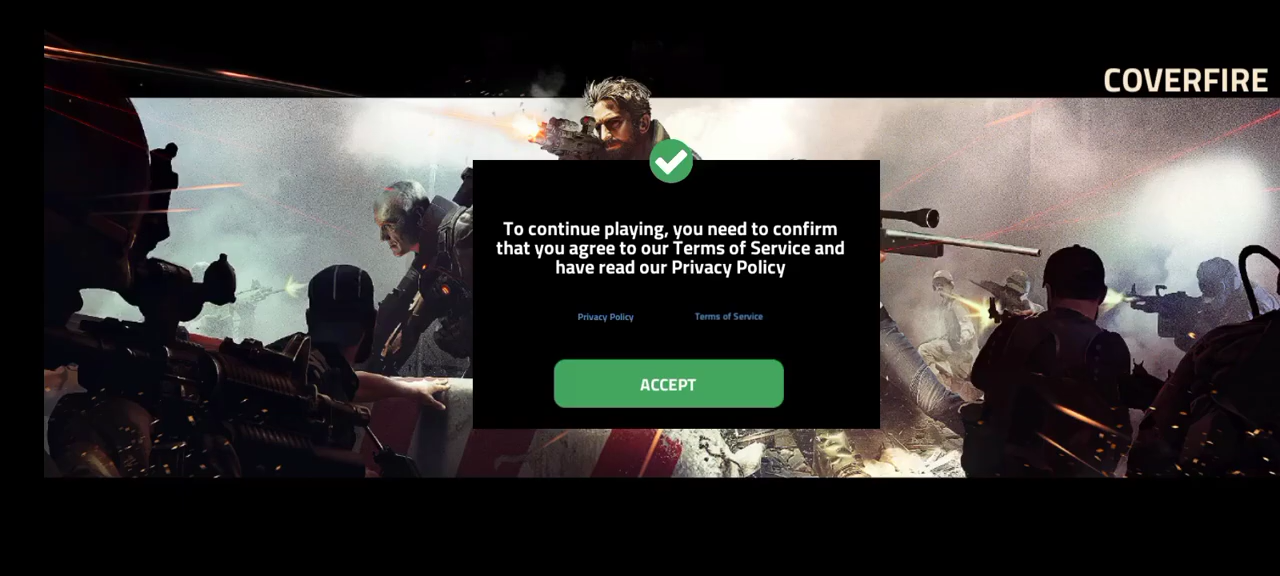 COVERFIRE
To continue playing, you need to confirm
that you agree to our Terms of Service and
have read our Privacy Policy
Privacy Policy
Terms of Service
ACCEPT